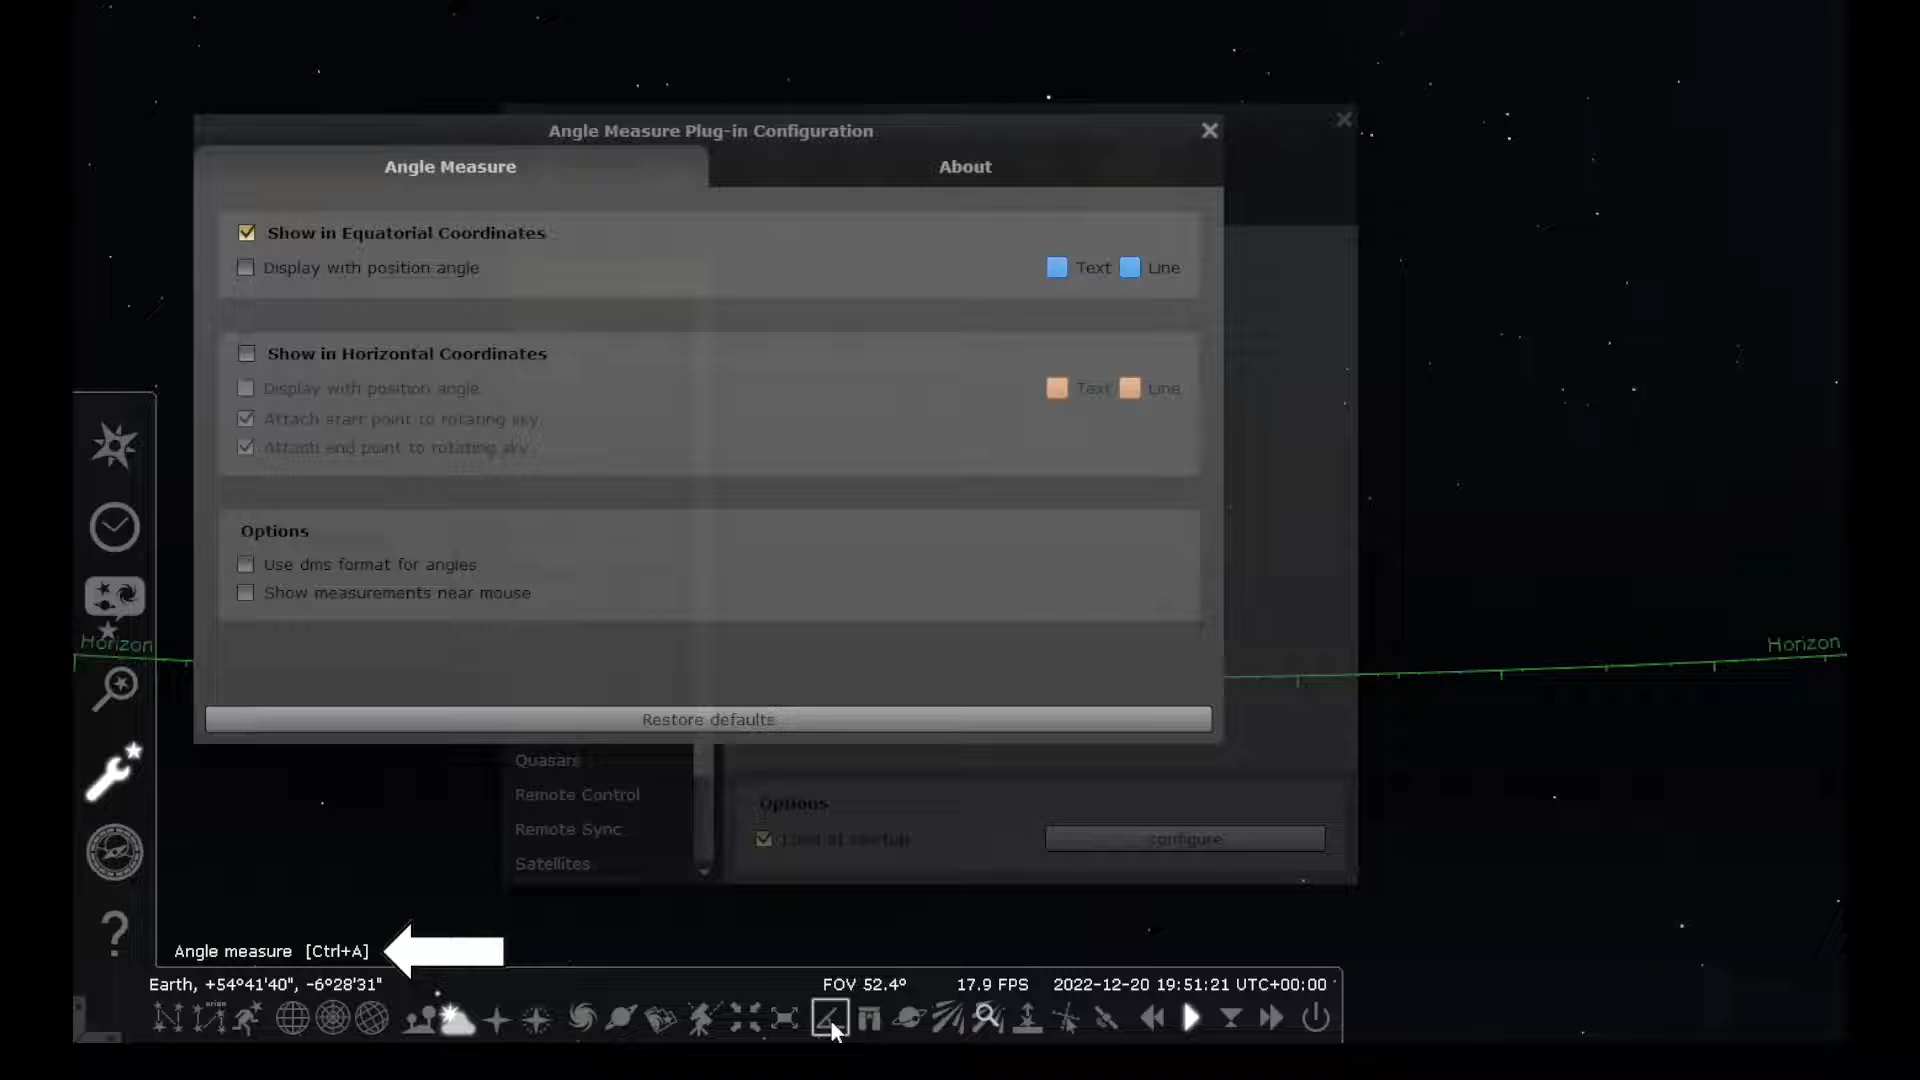 Angle Measure Plug-in Configuration
Angle Measure
About
Show in Equatorial Coordinates
Display with position angle
Text
Line
Show in Horizontal Coordinates
Display with position angle
Text
Line
Attach start point to rotating sky
Attach end point to rotating sky
Options
Use dms format for angles
Show measurements near mouse
Horizon
Horizon
Restore defaults
Quasars
Remote Control
Remote Sync
Satellites
Options
Load at startup
configure
Angle measure [Ctrl+A]
Earth, +54°41'40", -6°28'31"
FOV 52.4°
17.9 FPS
2022-12-20 19:51:21 UTC+00:00